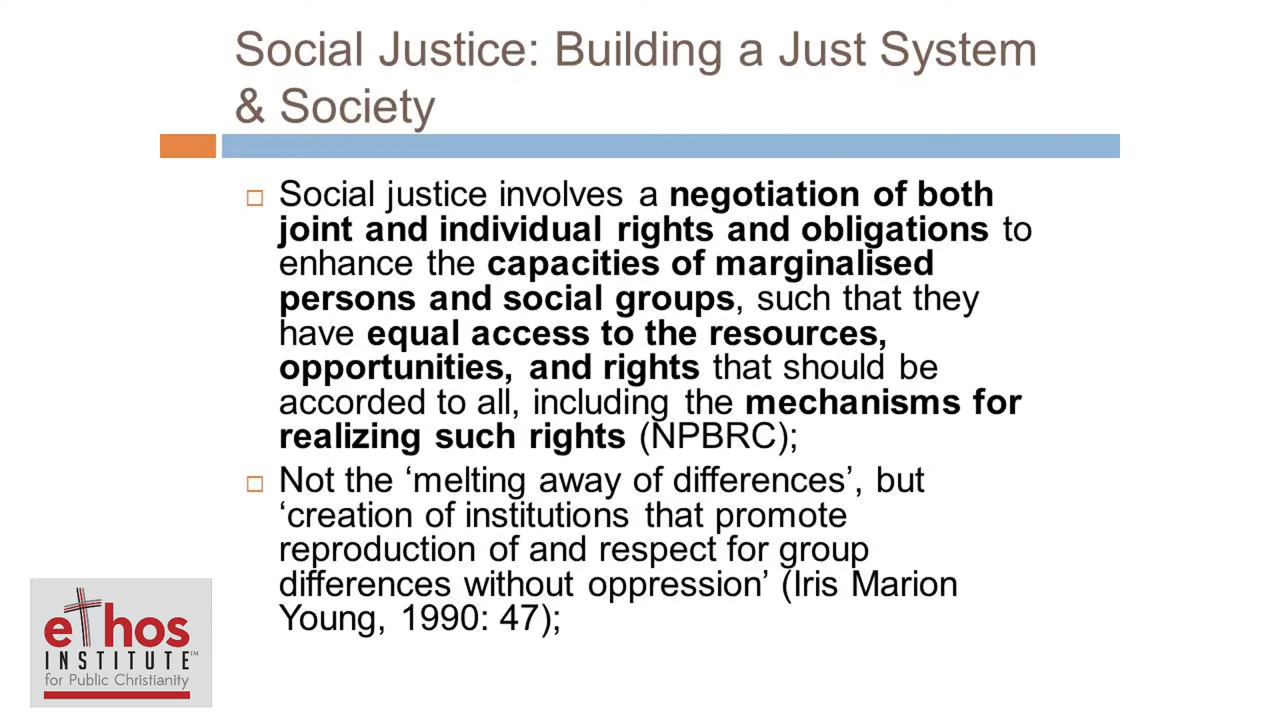 Social Justice: Building a Just System
& Society
Social justice involves a negotiation of both
joint and individual rights and obligations to
enhance the capacities of marginalised
persons and social groups, such that they
have equal access to the resources,
opportunities, and rights that should be
accorded to all, including the mechanisms for
realizing such rights (NPBRC);
Not the ‘melting away of differences’, but
‘creation of institutions that promote
reproduction of and respect for group
differences without oppression’ (Iris Marion
Young, 1990: 47);
ethos
INSTITUTE™
for Public Christianity